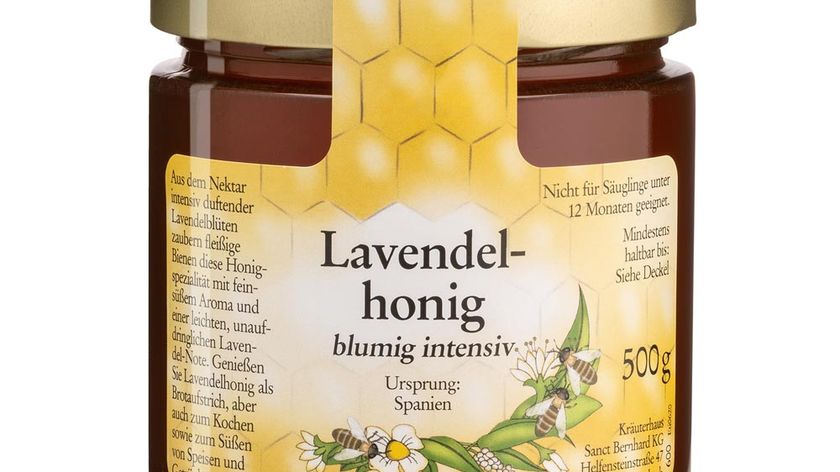 Aus dem Nektar
intensiv duftender
Lavendelblüten
zaubern fleißige
Bienen diese Honig-
spezialität mit fein-
süßem Aroma und
einer leichten, unauf-
dringlichen Laven-
del-Note. Genießen
Sie Lavendelhonig als
Brotaufstrich, aber
auch zum Kochen
sowie zum Süßen
von Speisen und
Lavendel-
honig
blumig intensiv
Ursprung:
Spanien
Nicht für Säuglinge unter
12 Monaten geeignet.
Mindestens
haltbar bis:
Siehe Deckel
500 g
Kräuterhaus
Sanct Bernhard KG
Helfensteinstraße 47